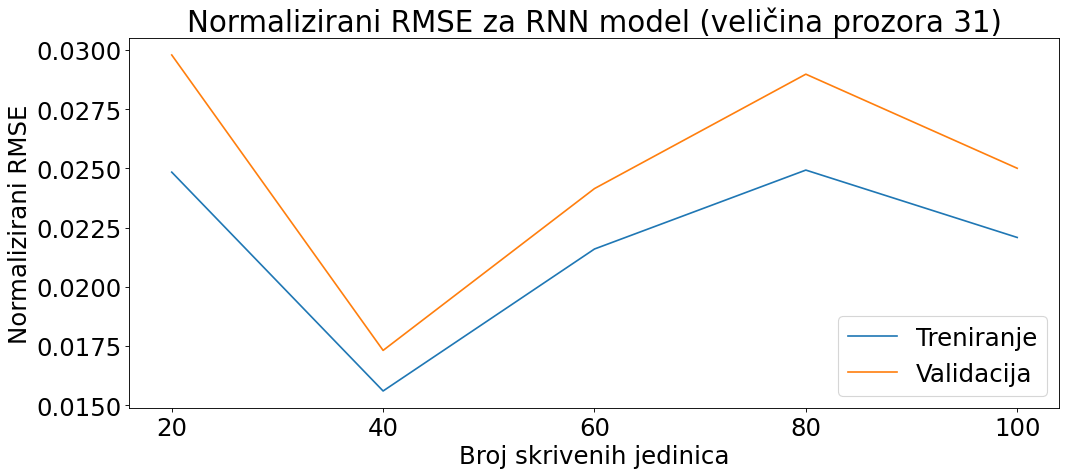 Normalizirani RMSE za RNN model (veličina prozora 31)
Normalizirani RMSE
0.0300
0.0275
0.0250
0.0225
0.0200
0.0175
0.0150
Treniranje
Validacija
20 40 60 80 100
Broj skrivenih jedinica